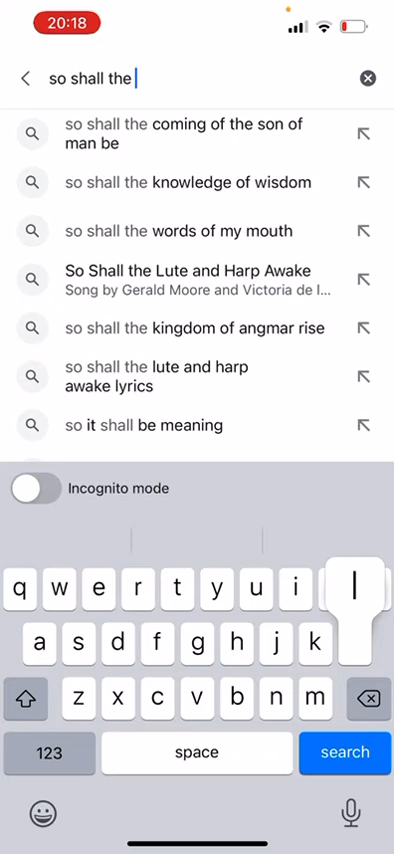 20:18
so shall the
so shall the coming of the son of
man be
so shall the knowledge of wisdom
so shall the words of my mouth
So Shall the Lute and Harp Awake
Song by Gerald Moore and Victoria de l...
so shall the kingdom of angmar rise
so shall the lute and harp
awake lyrics
so it shall be meaning
Incognito mode
q w e r t y u i l
a s d f g h j k
z x c v b n m
123 space search